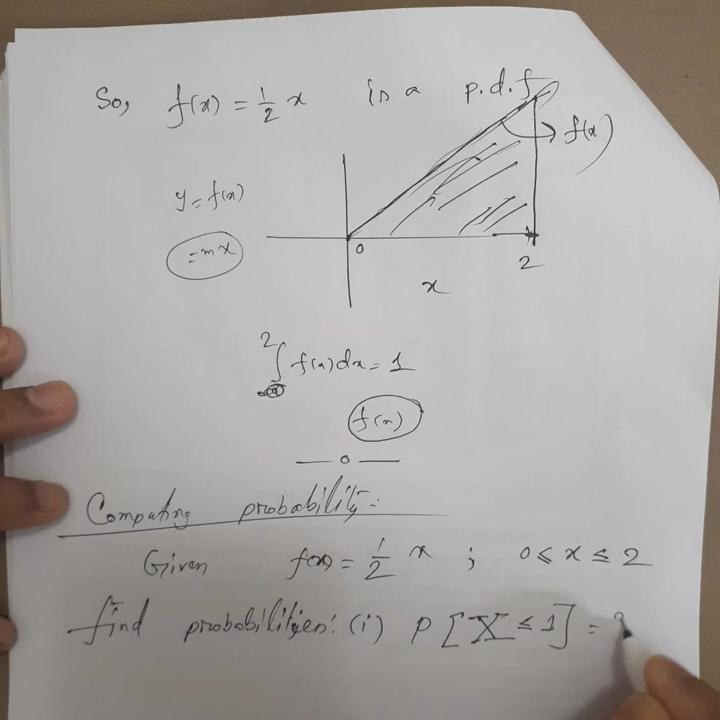 So, f(x) = 1/2 x is a p.d.f
f(x)
y = f(x)
= mx
0
2
x
∫ f(x) dx = 1
2
f(x)
— o —
Computing probability:
Given f(x) = 1/2 x ; 0 ≤ x ≤ 2
find probabilities: (i) P [X ≤ 1] =